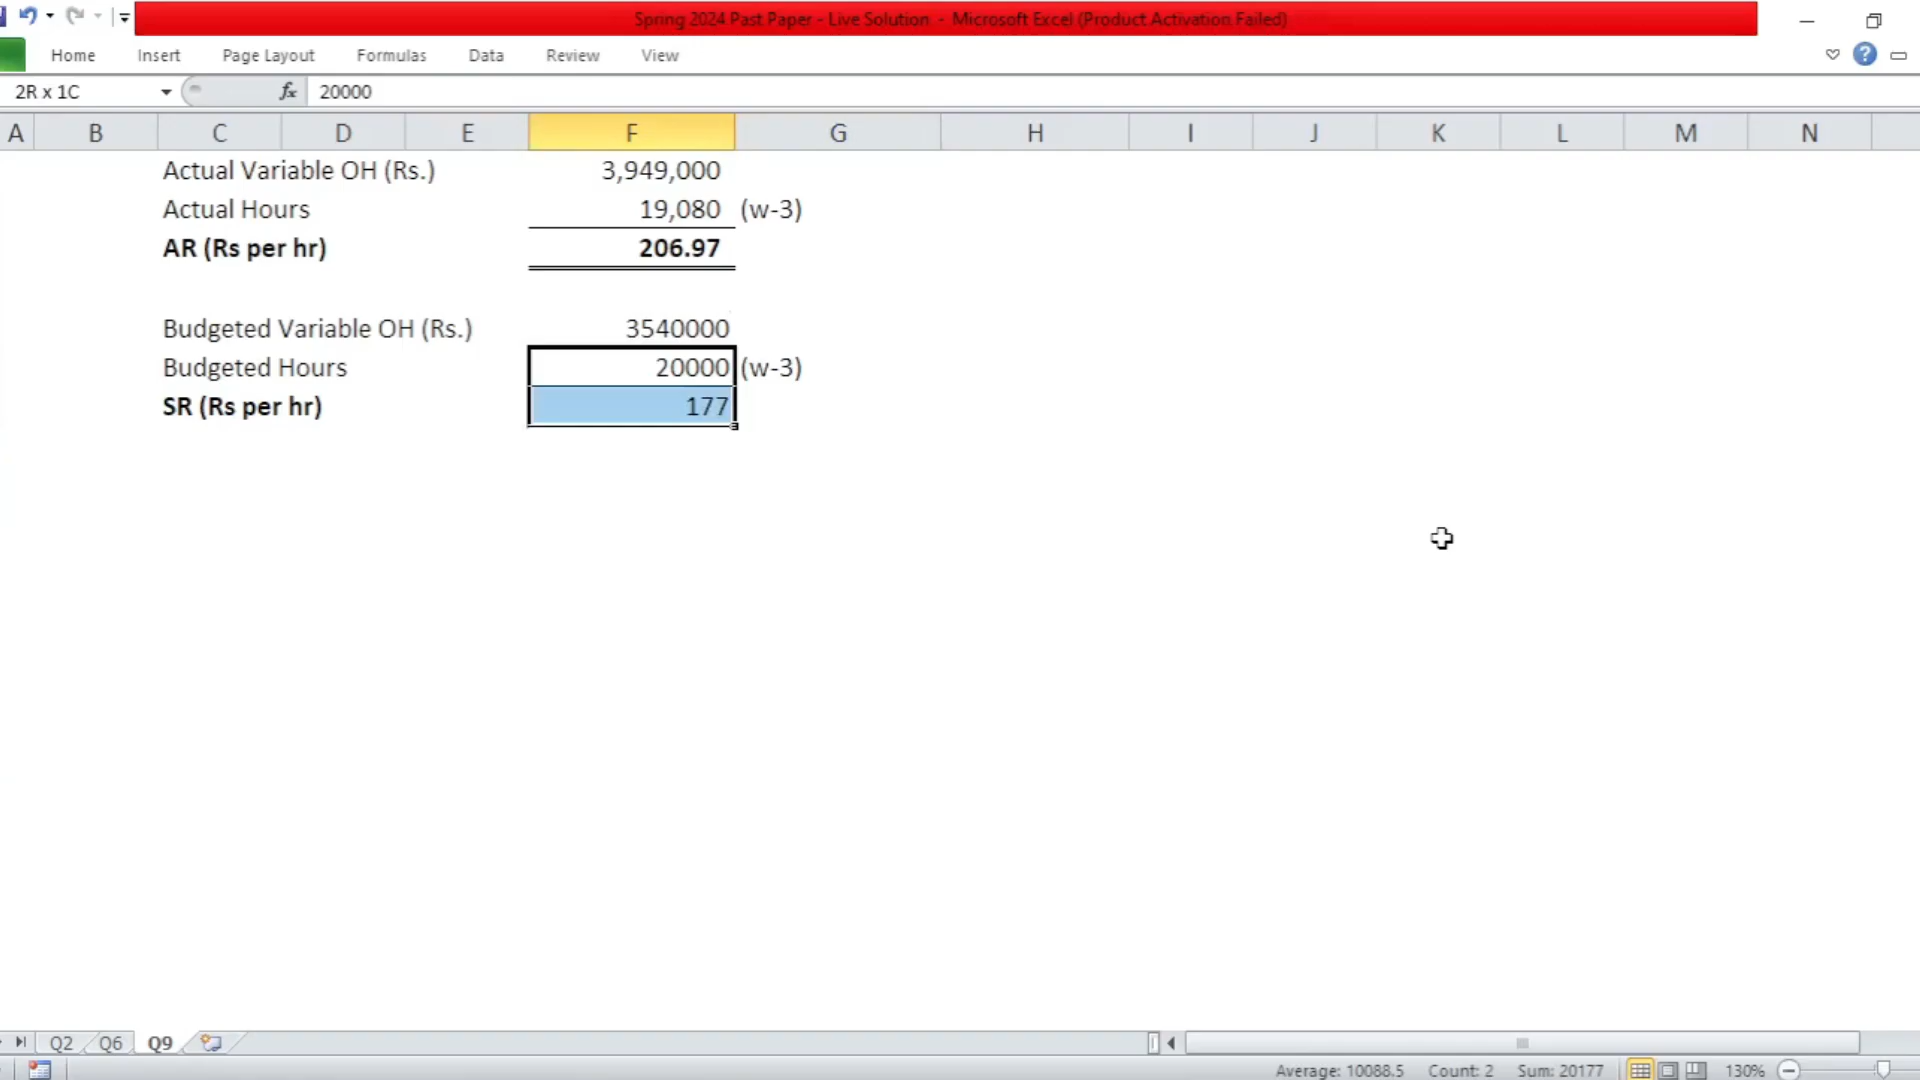 Spring 2024 Past Paper - Live Solution - Microsoft Excel (Product Activation Failed)
Home Insert Page Layout Formulas Data Review View
2R x 1C fx 20000
A B C D E F G H I J K L M N
Actual Variable OH (Rs.) 3,949,000
Actual Hours 19,080 (w-3)
AR (Rs per hr) 206.97
Budgeted Variable OH (Rs.) 3540000
Budgeted Hours 20000 (w-3)
SR (Rs per hr) 177
Q2 Q6 Q9
Average: 10088.5 Count: 2 Sum: 20177 130%